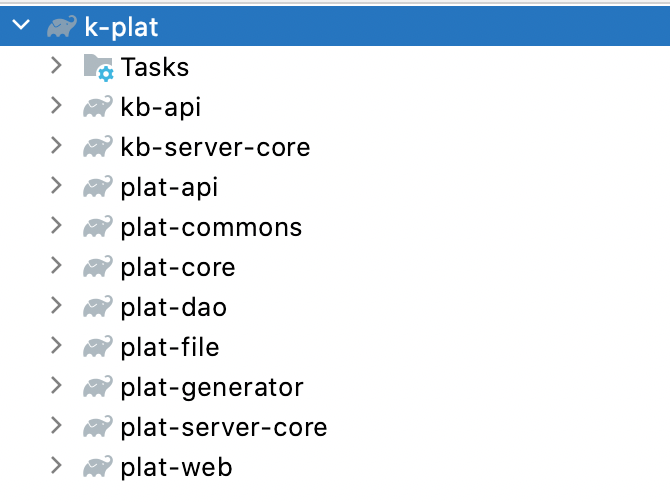 k-plat
Tasks
kb-api
kb-server-core
plat-api
plat-commons
plat-core
plat-dao
plat-file
plat-generator
plat-server-core
plat-web